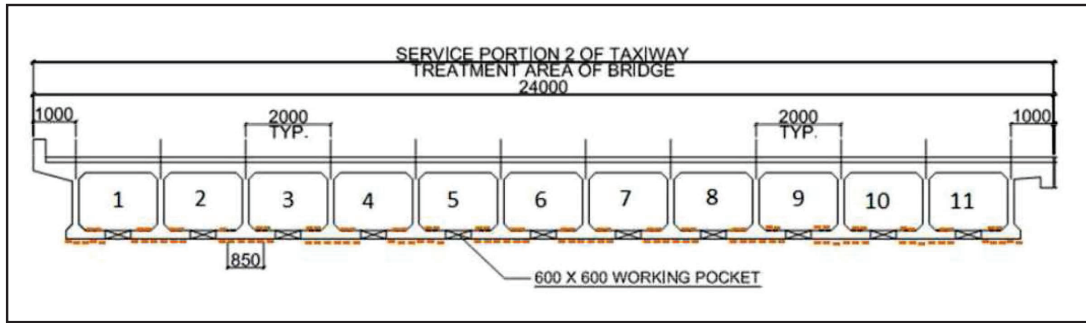 SERVICE PORTION 2 OF TAXIWAY
TREATMENT AREA OF BRIDGE
24000
1000 2000 2000 1000
TYP. TYP.
1 2 3 4 5 6 7 8 9 10 11
850
600 X 600 WORKING POCKET